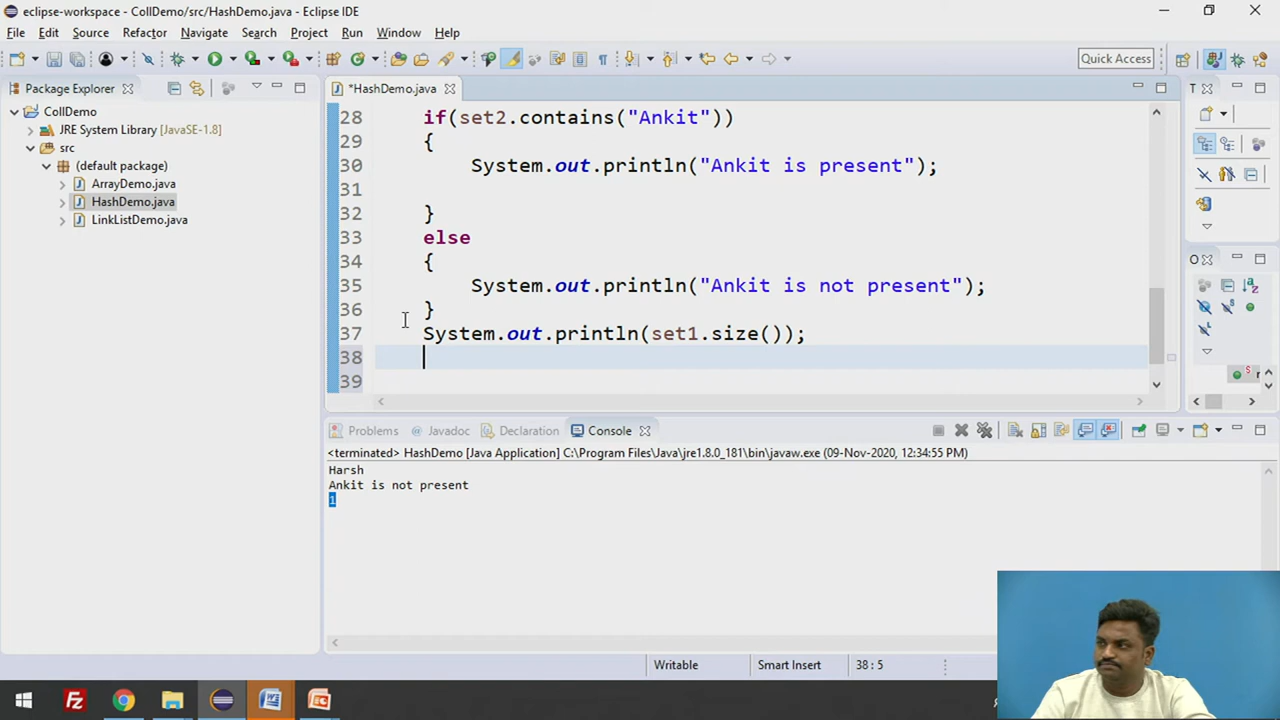 eclipse-workspace - CollDemo/src/HashDemo.java - Eclipse IDE
File Edit Source Refactor Navigate Search Project Run Window Help
Quick Access
Package Explorer
CollDemo
JRE System Library [JavaSE-1.8]
src
(default package)
ArrayDemo.java
HashDemo.java
LinkListDemo.java
*HashDemo.java
28 if(set2.contains("Ankit"))
29 {
30 System.out.println("Ankit is present");
31
32 }
33 else
34 {
35 System.out.println("Ankit is not present");
36 }
37 System.out.println(set1.size());
38
39
T
O
Problems @ Javadoc Declaration Console
<terminated> HashDemo [Java Application] C:\Program Files\Java\jre1.8.0_181\bin\javaw.exe (09-Nov-2020, 12:34:55 PM)
Harsh
Ankit is not present
1
Writable Smart Insert 38 : 5